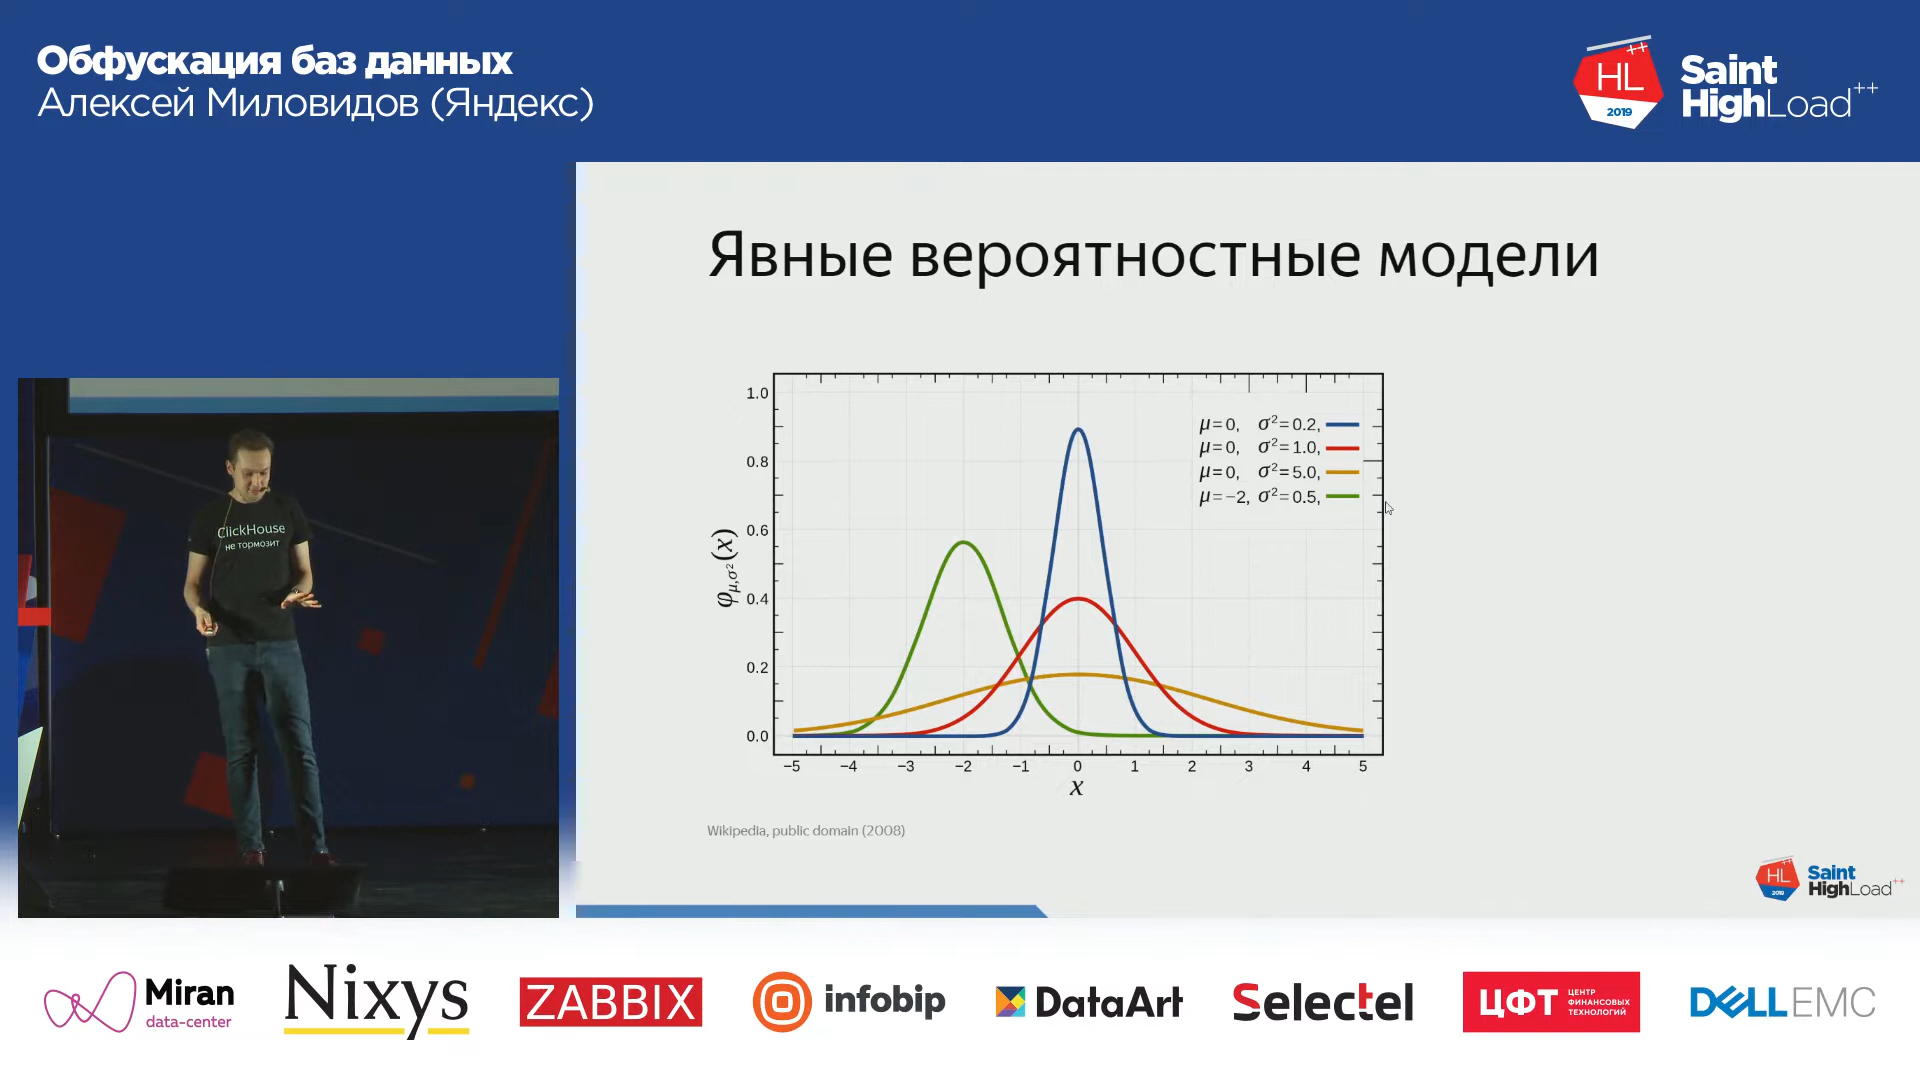 Обфускация баз данных
Алексей Миловидов (Яндекс)
HL ++
2019
Saint
HighLoad++
Явные вероятностные модели
1.0
0.8
0.6
0.4
0.2
0.0
φμ,σ²(x)
μ=0, σ²=0.2,
μ=0, σ²=1.0,
μ=0, σ²=5.0,
μ=−2, σ²=0.5,
−5 −4 −3 −2 −1 0 1 2 3 4 5
x
Wikipedia, public domain (2008)
ClickHouse
не тормозит
HL
2019
Saint
HighLoad++
Miran
data-center
Nixys
ZABBIX
infobip
DataArt
Selectel
ЦФТ
ЦЕНТР
ФИНАНСОВЫХ
ТЕХНОЛОГИЙ
DELLEMC